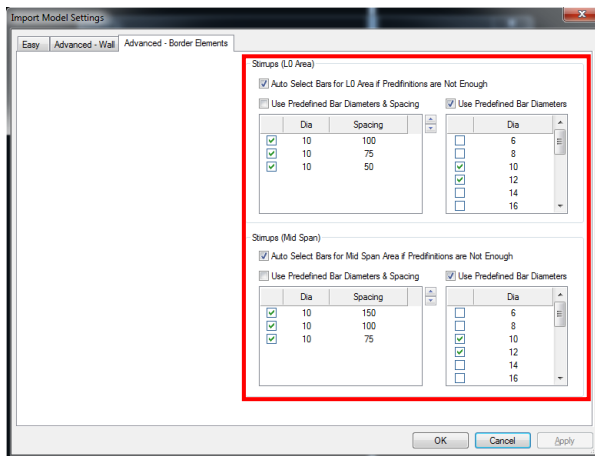 Import Model Settings
Easy Advanced - Wall Advanced - Border Elements
Stirrups (L0 Area)
Auto Select Bars for L0 Area if Predifinitions are Not Enough
Use Predefined Bar Diameters & Spacing Use Predefined Bar Diameters
Dia Spacing Dia
10 100 6
10 75 8
10 50 10
12
14
16
Stirrups (Mid Span)
Auto Select Bars for Mid Span Area if Predifinitions are Not Enough
Use Predefined Bar Diameters & Spacing Use Predefined Bar Diameters
Dia Spacing Dia
10 150 6
10 100 8
10 75 10
12
14
16
OK Cancel Apply